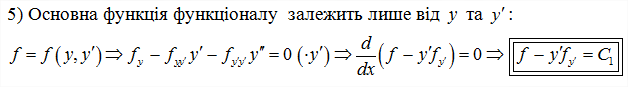 5) Основна функція функціоналу залежить лише від y та y′ :
f = f(y, y′) ⇒ f_y − f_{yy′} y′ − f_{y′y′} y″ = 0 (·y′) ⇒ d/dx (f − y′f_{y′}) = 0 ⇒ f − y′f_{y′} = C₁